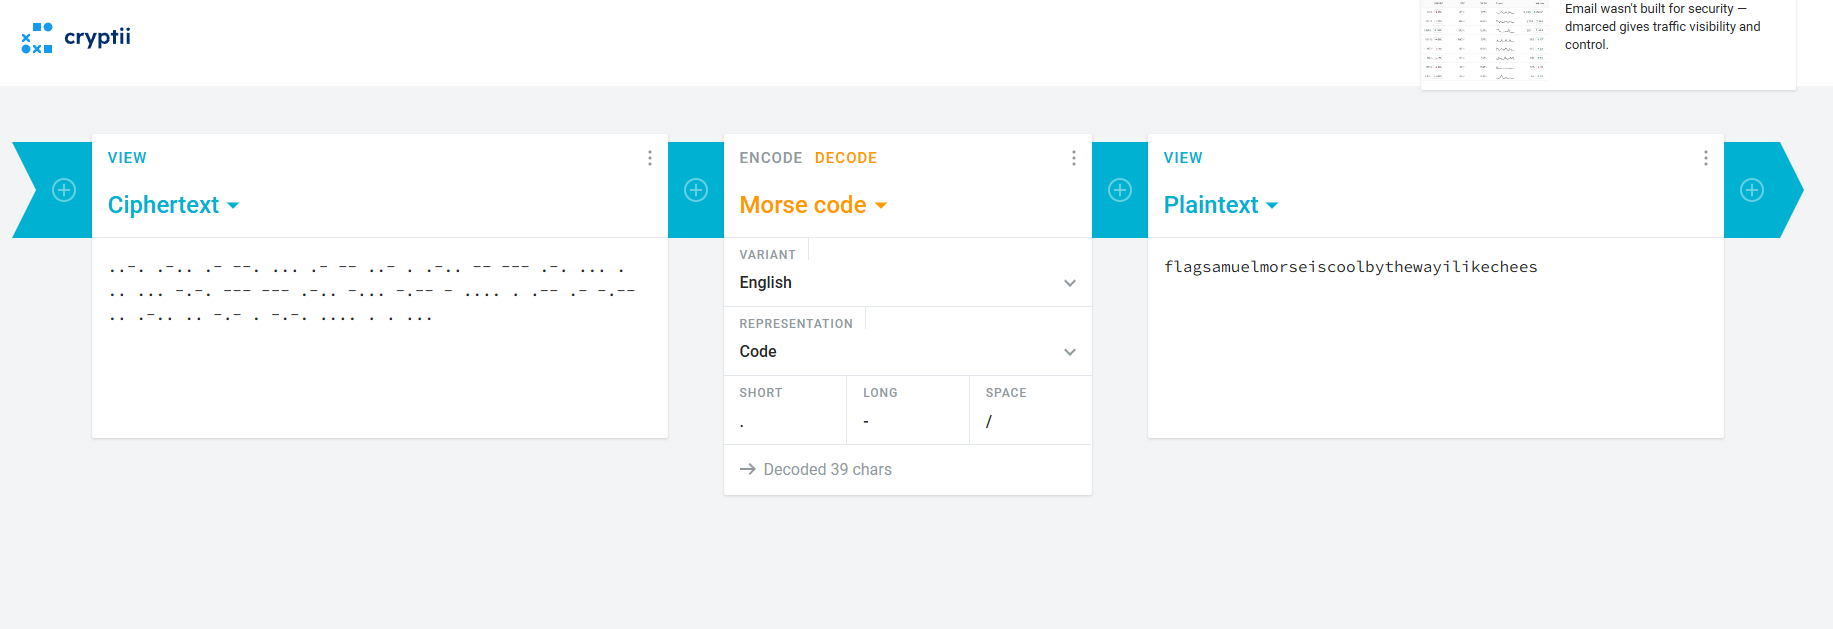 cryptii
Email wasn't built for security —
dmarced gives traffic visibility and
control.
VIEW
Ciphertext
..-. .-.. .- --. ... .- -- ..- . .-.. -- --- .-. ... .
.. ... -.-. --- --- .-.. -... -.-- - .... . .-- .- -.--
.. .-.. .. -.- . -.-. .... . . ...
ENCODE DECODE
Morse code
VARIANT
English
REPRESENTATION
Code
SHORT LONG SPACE
. - /
→ Decoded 39 chars
VIEW
Plaintext
flagsamuelmorseiscoolbythewayilikechees